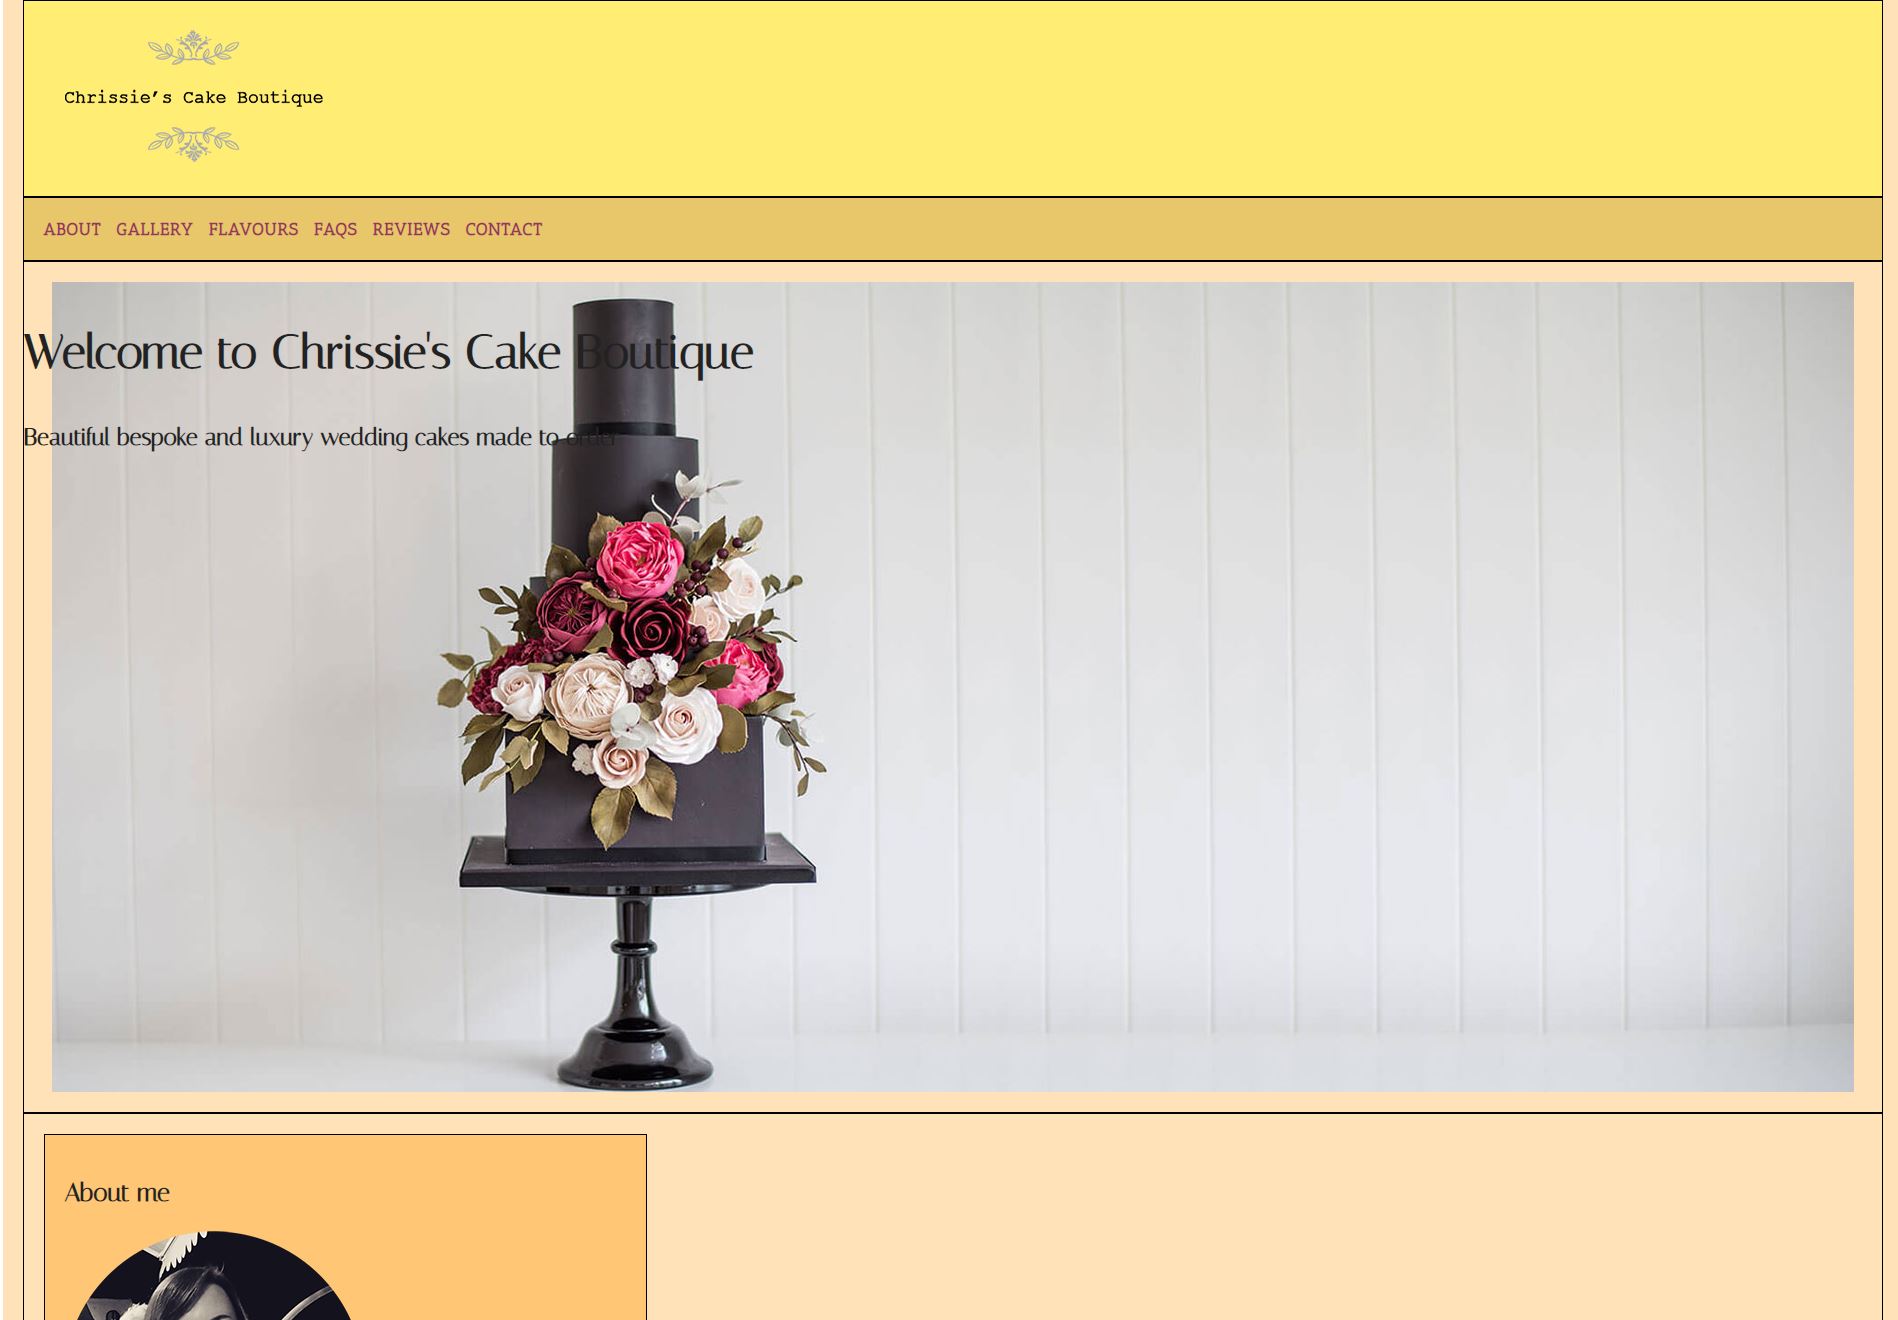 Chrissie’s Cake Boutique
ABOUT GALLERY FLAVOURS FAQS REVIEWS CONTACT
Welcome to Chrissie's Cake Boutique
Beautiful bespoke and luxury wedding cakes made to order
About me